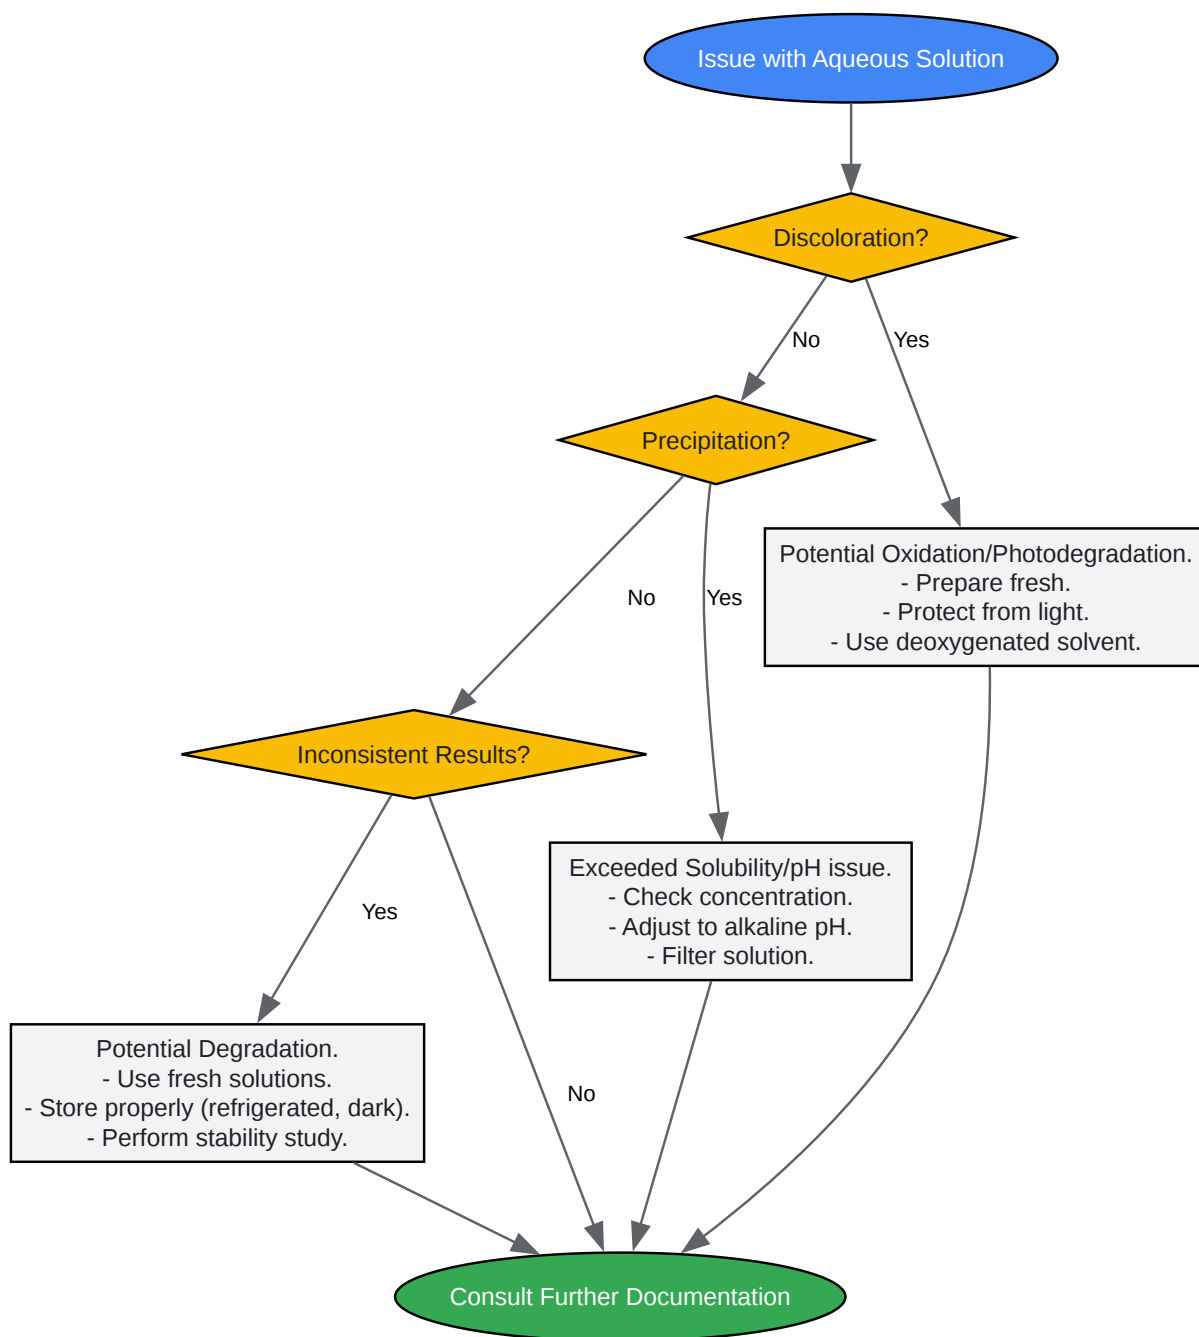 Issue with Aqueous Solution
Discoloration?
No
Yes
Precipitation?
Potential Oxidation/Photodegradation.
- Prepare fresh.
- Protect from light.
- Use deoxygenated solvent.
No
Yes
Inconsistent Results?
Exceeded Solubility/pH issue.
- Check concentration.
- Adjust to alkaline pH.
- Filter solution.
Yes
No
Potential Degradation.
- Use fresh solutions.
- Store properly (refrigerated, dark).
- Perform stability study.
Consult Further Documentation